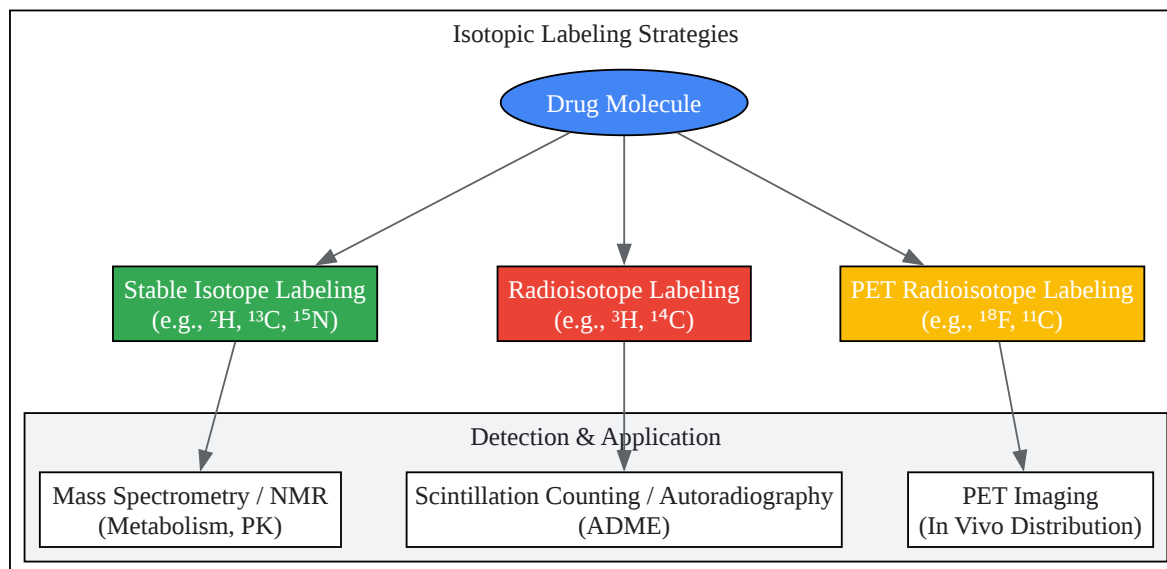 Isotopic Labeling Strategies
Drug Molecule
Stable Isotope Labeling
(e.g., ²H, ¹³C, ¹⁵N)
Radioisotope Labeling
(e.g., ³H, ¹⁴C)
PET Radioisotope Labeling
(e.g., ¹⁸F, ¹¹C)
Detection & Application
Mass Spectrometry / NMR
(Metabolism, PK)
Scintillation Counting / Autoradiography
(ADME)
PET Imaging
(In Vivo Distribution)